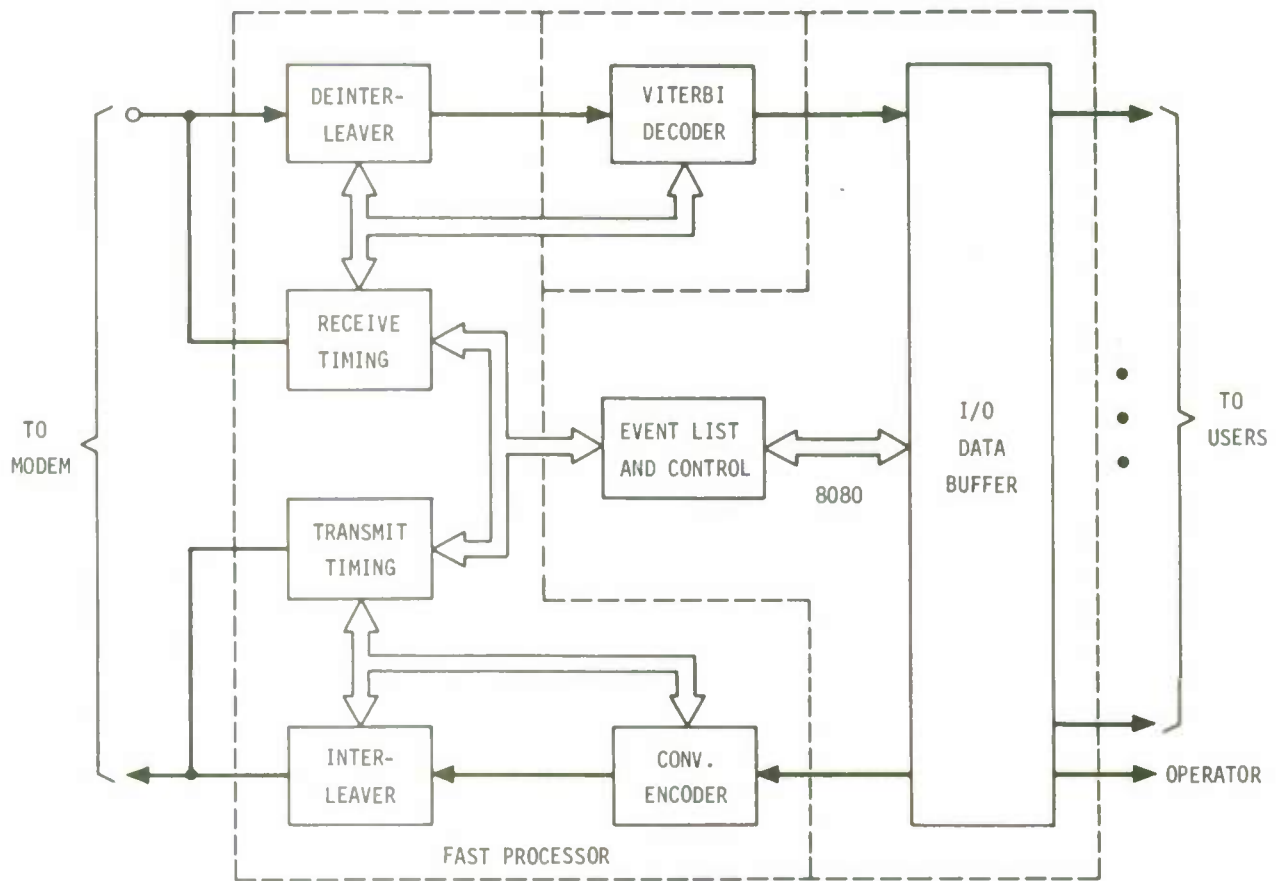 DEINTER-
LEAVER
VITERBI
DECODER
RECEIVE
TIMING
TO
MODEM
EVENT LIST
AND CONTROL
8080
I/O
DATA
BUFFER
TO
USERS
TRANSMIT
TIMING
INTER-
LEAVER
CONV.
ENCODER
OPERATOR
FAST PROCESSOR